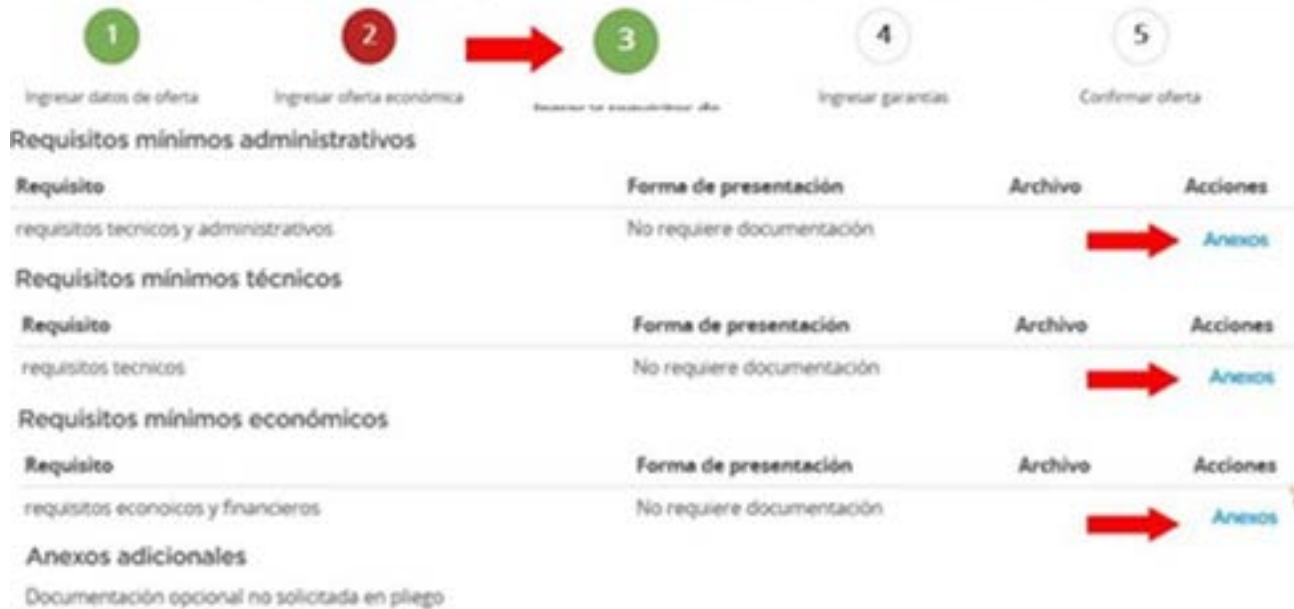 1 2 3 4 5
Ingresar datos de oferta Ingresar oferta económica Ingresar garantías Confirmar oferta
Requisitos mínimos administrativos
Requisito Forma de presentación Archivo Acciones
requisitos tecnicos y administrativos No requiere documentación Anexos
Requisitos mínimos técnicos
Requisito Forma de presentación Archivo Acciones
requisitos tecnicos No requiere documentación Anexos
Requisitos mínimos económicos
Requisito Forma de presentación Archivo Acciones
requisitos econoicos y financieros No requiere documentación Anexos
Anexos adicionales
Documentación opcional no solicitada en pliego